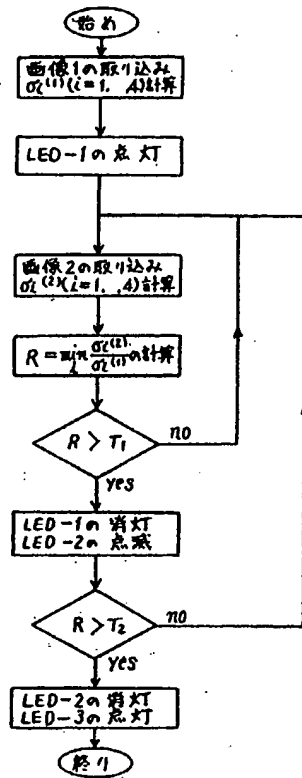 始め
画像1の取り込み
σi⁽¹⁾(i=1, ,4)計算
LED-1の点灯
画像2の取り込み
σi⁽²⁾(i=1, ,4)計算
R=min i σi⁽²⁾/σi⁽¹⁾の計算
R>T₁
no
yes
LED-1の消灯
LED-2の点滅
R>T₂
no
yes
LED-2の消灯
LED-3の点灯
終り